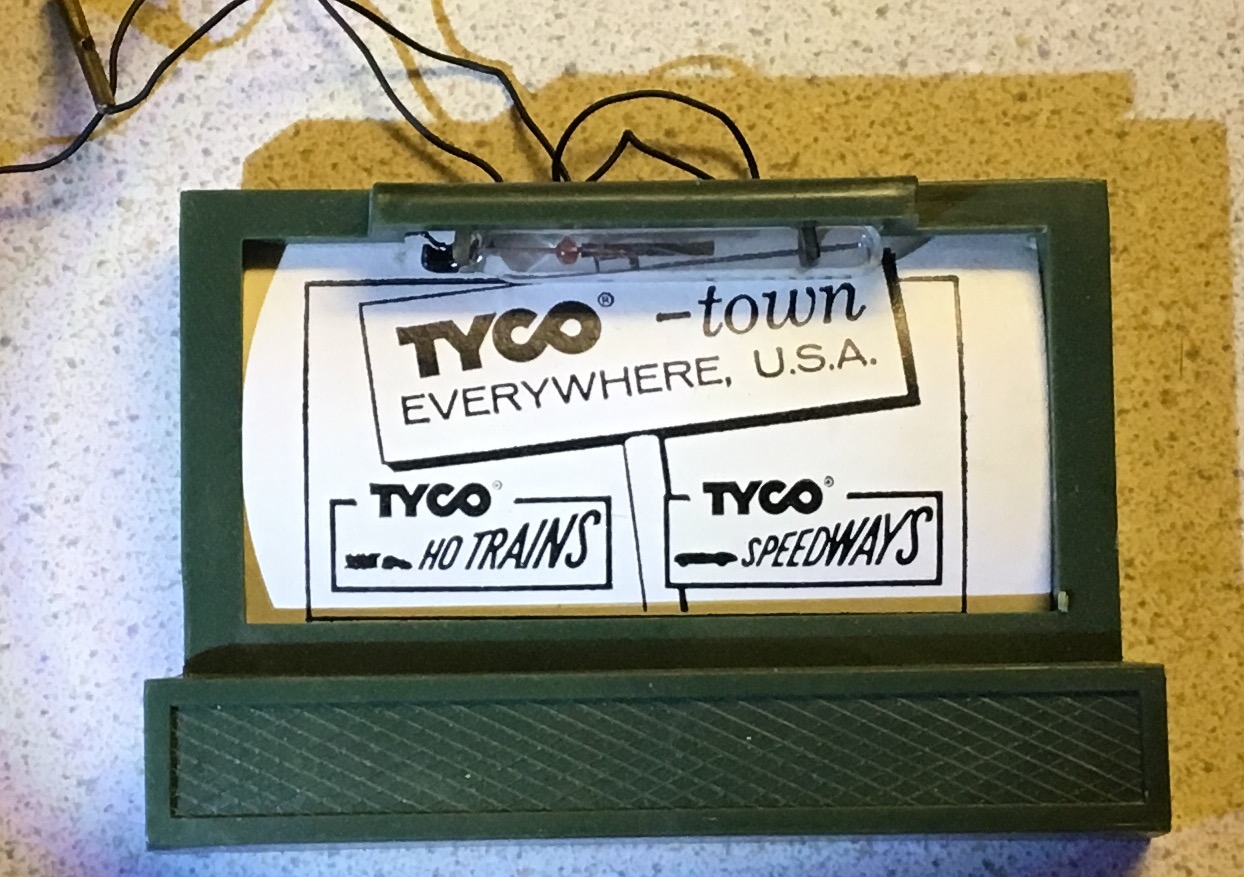 TYCO® -town
EVERYWHERE, U.S.A.
TYCO®
HO TRAINS
TYCO®
SPEEDWAYS